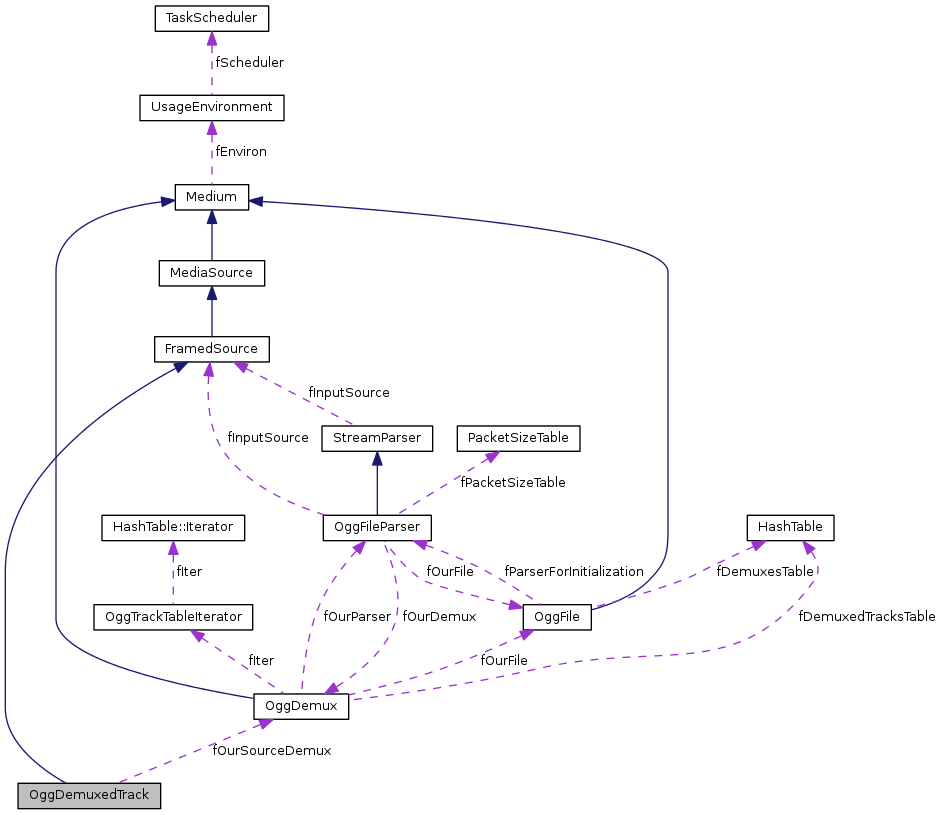 TaskScheduler
fScheduler
UsageEnvironment
fEnviron
Medium
MediaSource
FramedSource
fInputSource
StreamParser
PacketSizeTable
fInputSource
fPacketSizeTable
HashTable::Iterator
OggFileParser
HashTable
fIter
fOurFile
fParserForInitialization
fDemuxesTable
OggTrackTableIterator
fOurParser
fOurDemux
OggFile
fDemuxedTracksTable
fIter
fOurFile
OggDemux
fOurSourceDemux
OggDemuxedTrack